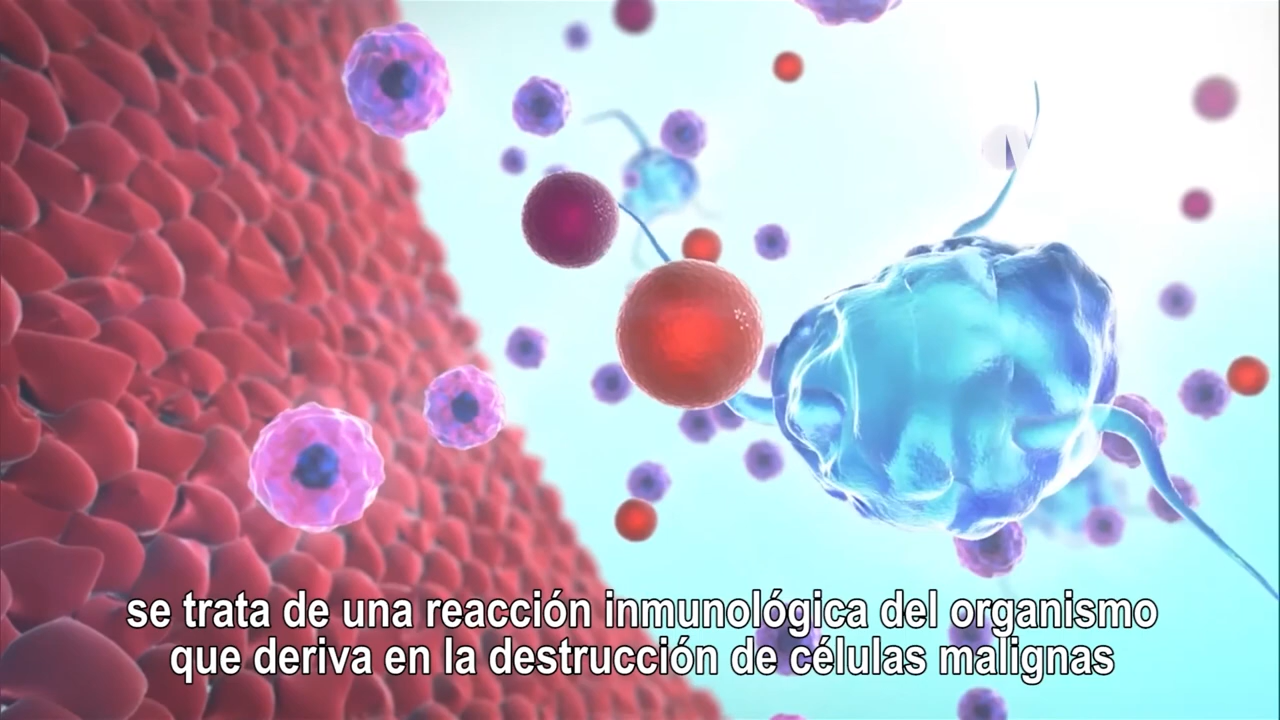 se trata de una reacción inmunológica del organismo
que deriva en la destrucción de células malignas